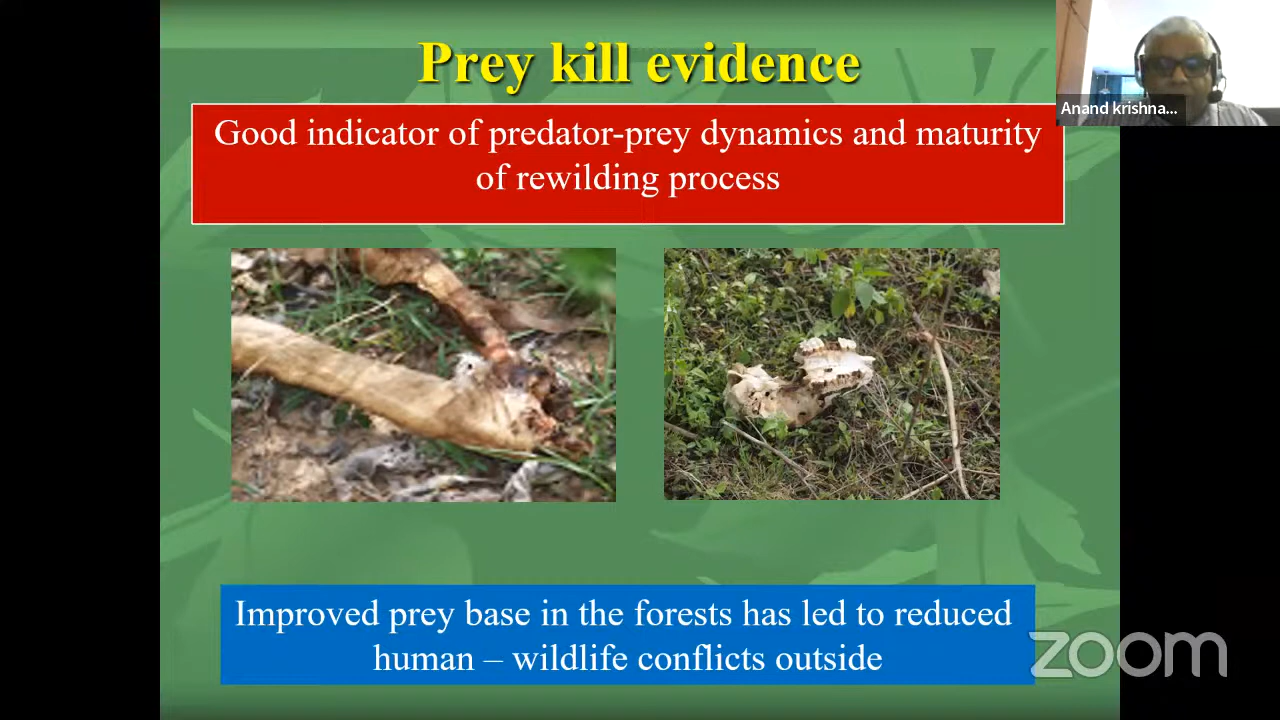 Prey kill evidence
Good indicator of predator-prey dynamics and maturity
of rewilding process
Improved prey base in the forests has led to reduced
human – wildlife conflicts outside
Anand krishna...
zoom